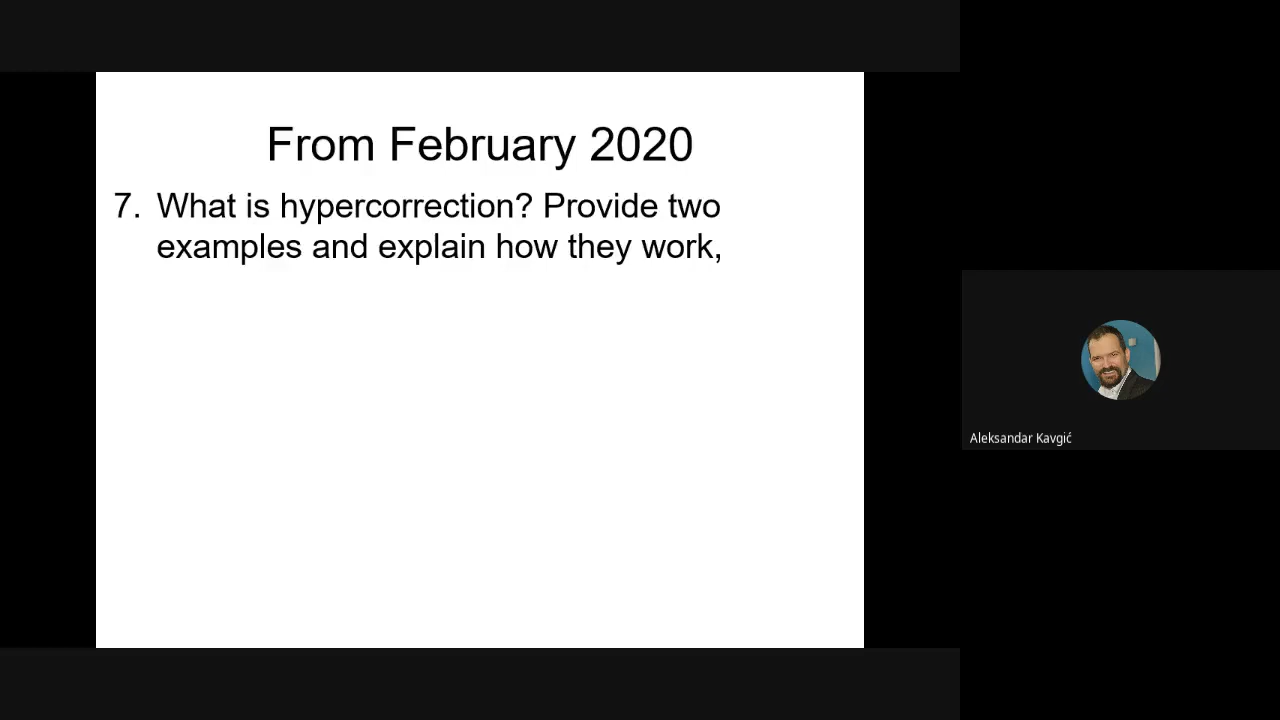 From February 2020
7. What is hypercorrection? Provide two
examples and explain how they work,
Aleksandar Kavgić